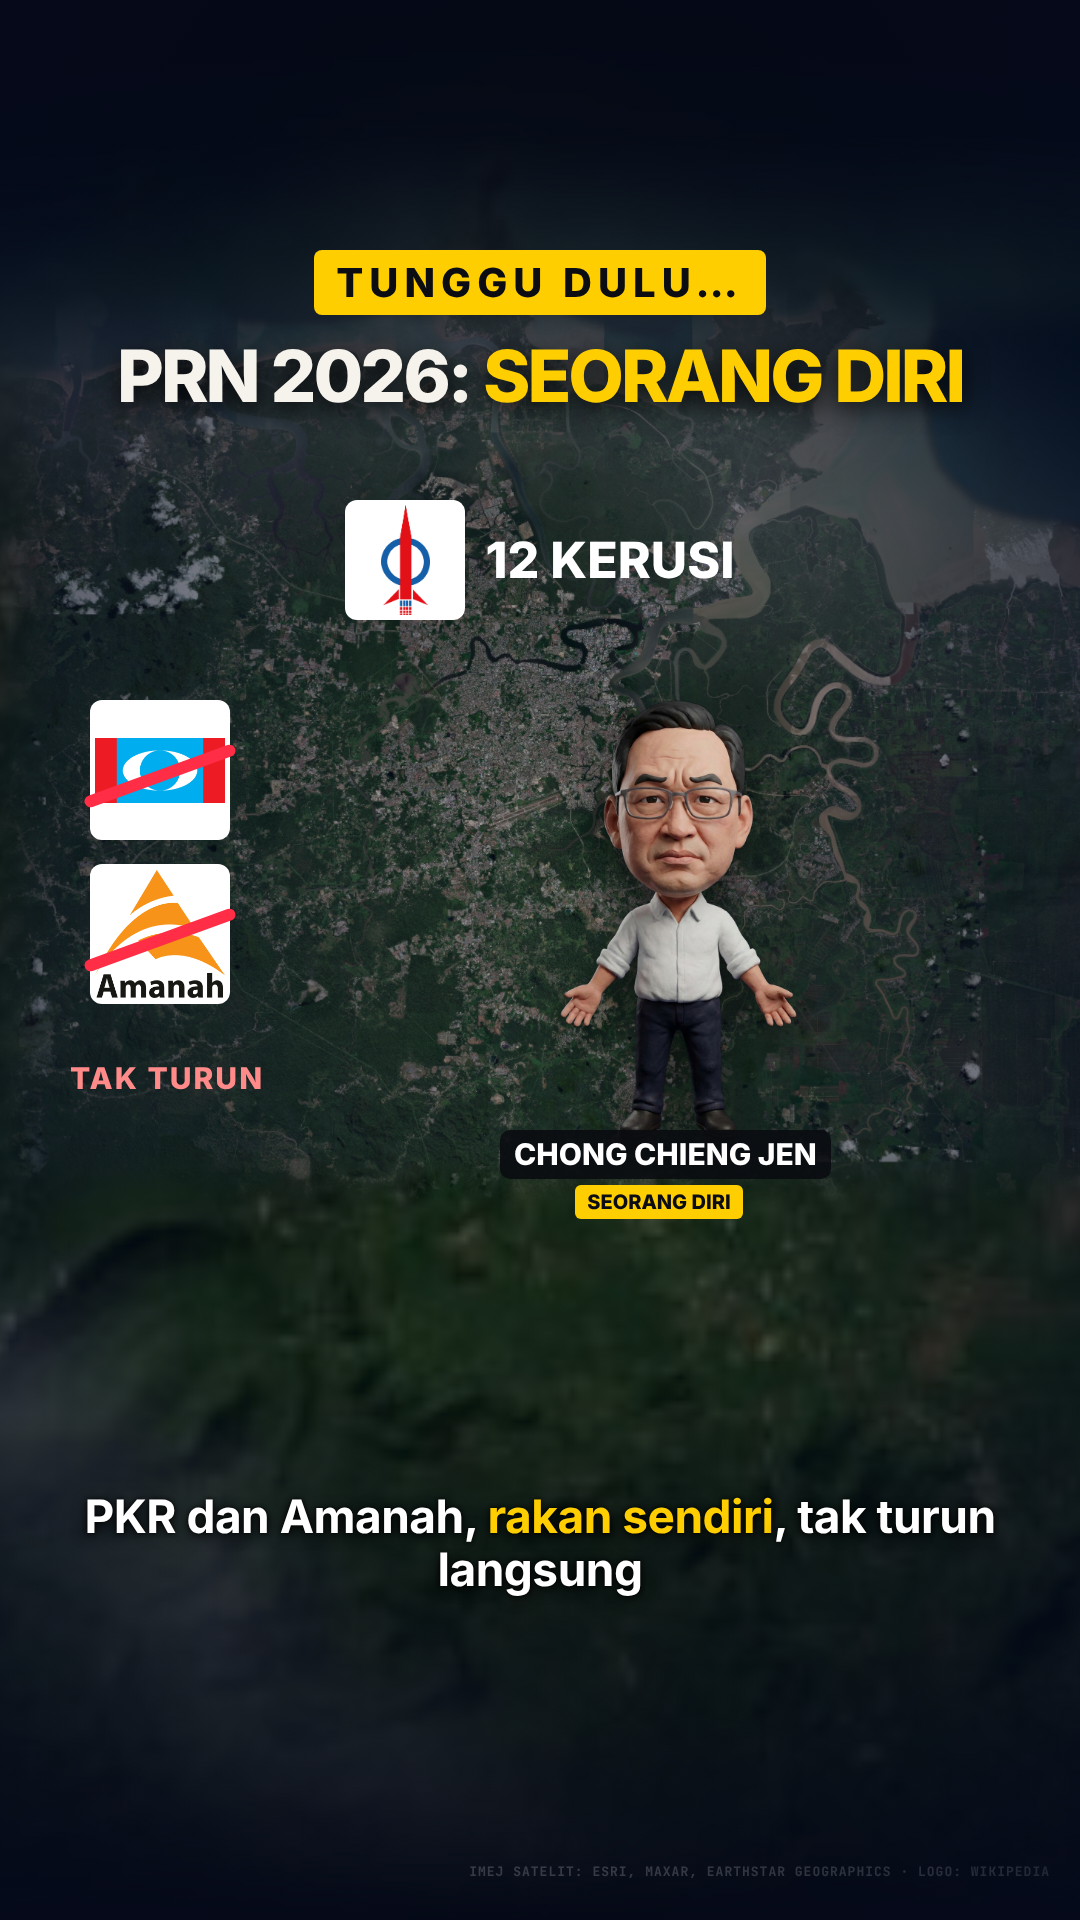 TUNGGU DULU...
PRN 2026: SEORANG DIRI
12 KERUSI
Amanah
TAK TURUN
CHONG CHIENG JEN
SEORANG DIRI
PKR dan Amanah, rakan sendiri, tak turun
langsung
IMEJ SATELIT: ESRI, MAXAR, EARTHSTAR GEOGRAPHICS · LOGO: WIKIPEDIA